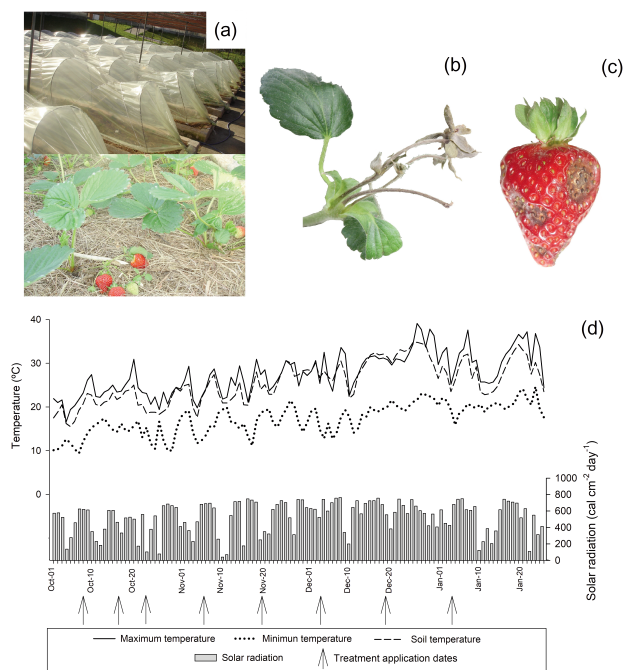 (a)
(b)
(c)
(d)
Temperature (ºC)
40
30
20
10
0
Solar radiation (cal cm⁻² day⁻¹)
1000
800
600
400
200
0
Oct-01
Oct-10
Oct-20
Nov-01
Nov-10
Nov-20
Dec-01
Dec-10
Dec-20
Jan-01
Jan-10
Jan-20
Maximum temperature
Minimun temperature
Soil temperature
Solar radiation
Treatment application dates